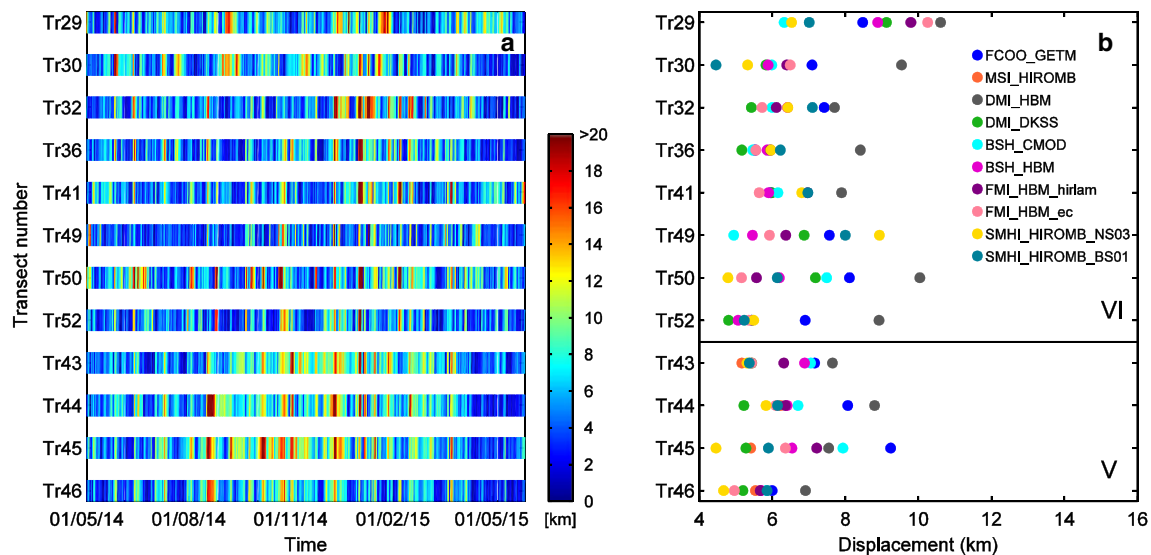 a
Transect number
Tr29
Tr30
Tr32
Tr36
Tr41
Tr49
Tr50
Tr52
Tr43
Tr44
Tr45
Tr46
01/05/14 01/08/14 01/11/14 01/02/15 01/05/15
Time
>20
18
16
14
12
10
8
6
4
2
0
[km]
b
Tr29
Tr30
Tr32
Tr36
Tr41
Tr49
Tr50
Tr52
Tr43
Tr44
Tr45
Tr46
FCOO_GETM
MSI_HIROMB
DMI_HBM
DMI_DKSS
BSH_CMOD
BSH_HBM
FMI_HBM_hirlam
FMI_HBM_ec
SMHI_HIROMB_NS03
SMHI_HIROMB_BS01
VI
V
4 6 8 10 12 14 16
Displacement (km)